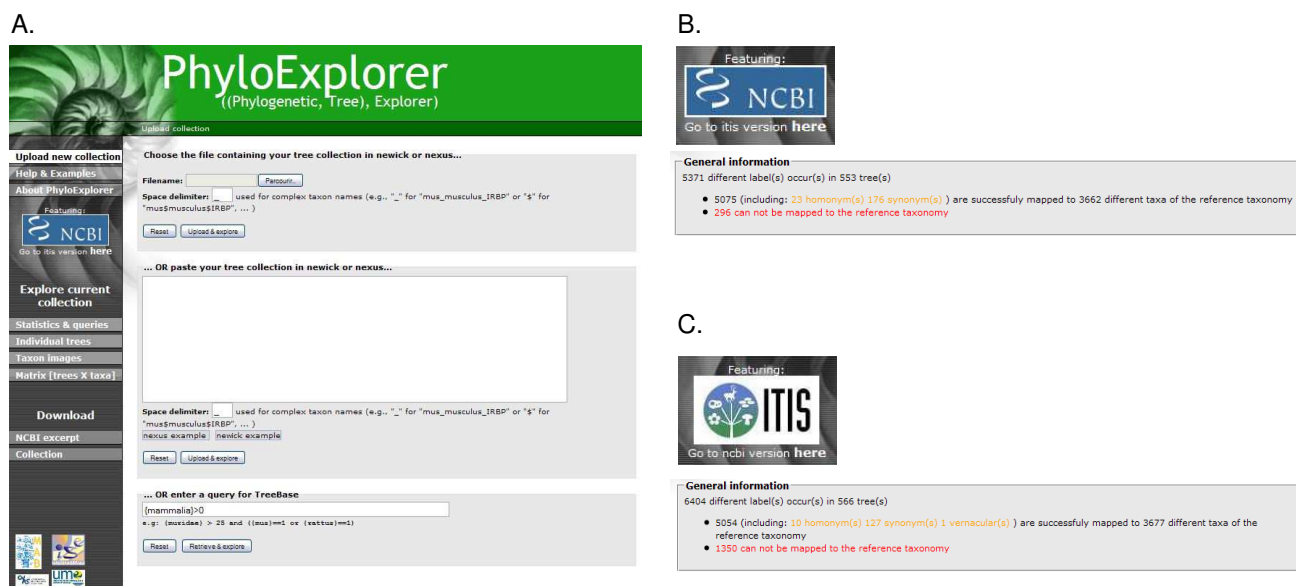 A.
PhyloExplorer
((Phylogenetic, Tree), Explorer)
Upload collection
Upload new collection
Help & Examples
About PhyloExplorer
Featuring:
NCBI
Go to itis version here
Explore current
collection
Statistics & queries
Individual trees
Taxon images
Matrix [trees X taxa]
Download
NCBI excerpt
Collection
Choose the file containing your tree collection in newick or nexus...
Filename: Parcourir..
Space delimiter: _ used for complex taxon names (e.g., "_" for "mus_musculus_IRBP" or "$" for
"mus$musculus$IRBP", ... )
Reset Upload & explore
... OR paste your tree collection in newick or nexus...
Space delimiter: _ used for complex taxon names (e.g., "_" for "mus_musculus_IRBP" or "$" for
"mus$musculus$IRBP", ... )
nexus example newick example
Reset Upload & explore
... OR enter a query for TreeBase
{mammalia}>0
e.g: {muridae} > 25 and ({mus}==1 or {rattus}==1)
Reset Retrieve & explore
B.
Featuring:
NCBI
Go to itis version here
General information
5371 different label(s) occur(s) in 553 tree(s)
5075 (including: 23 homonym(s) 176 synonym(s) ) are successfuly mapped to 3662 different taxa of the reference taxonomy
296 can not be mapped to the reference taxonomy
C.
Featuring:
ITIS
Go to ncbi version here
General information
6404 different label(s) occur(s) in 566 tree(s)
5054 (including: 10 homonym(s) 127 synonym(s) 1 vernacular(s) ) are successfuly mapped to 3677 different taxa of the
reference taxonomy
1350 can not be mapped to the reference taxonomy